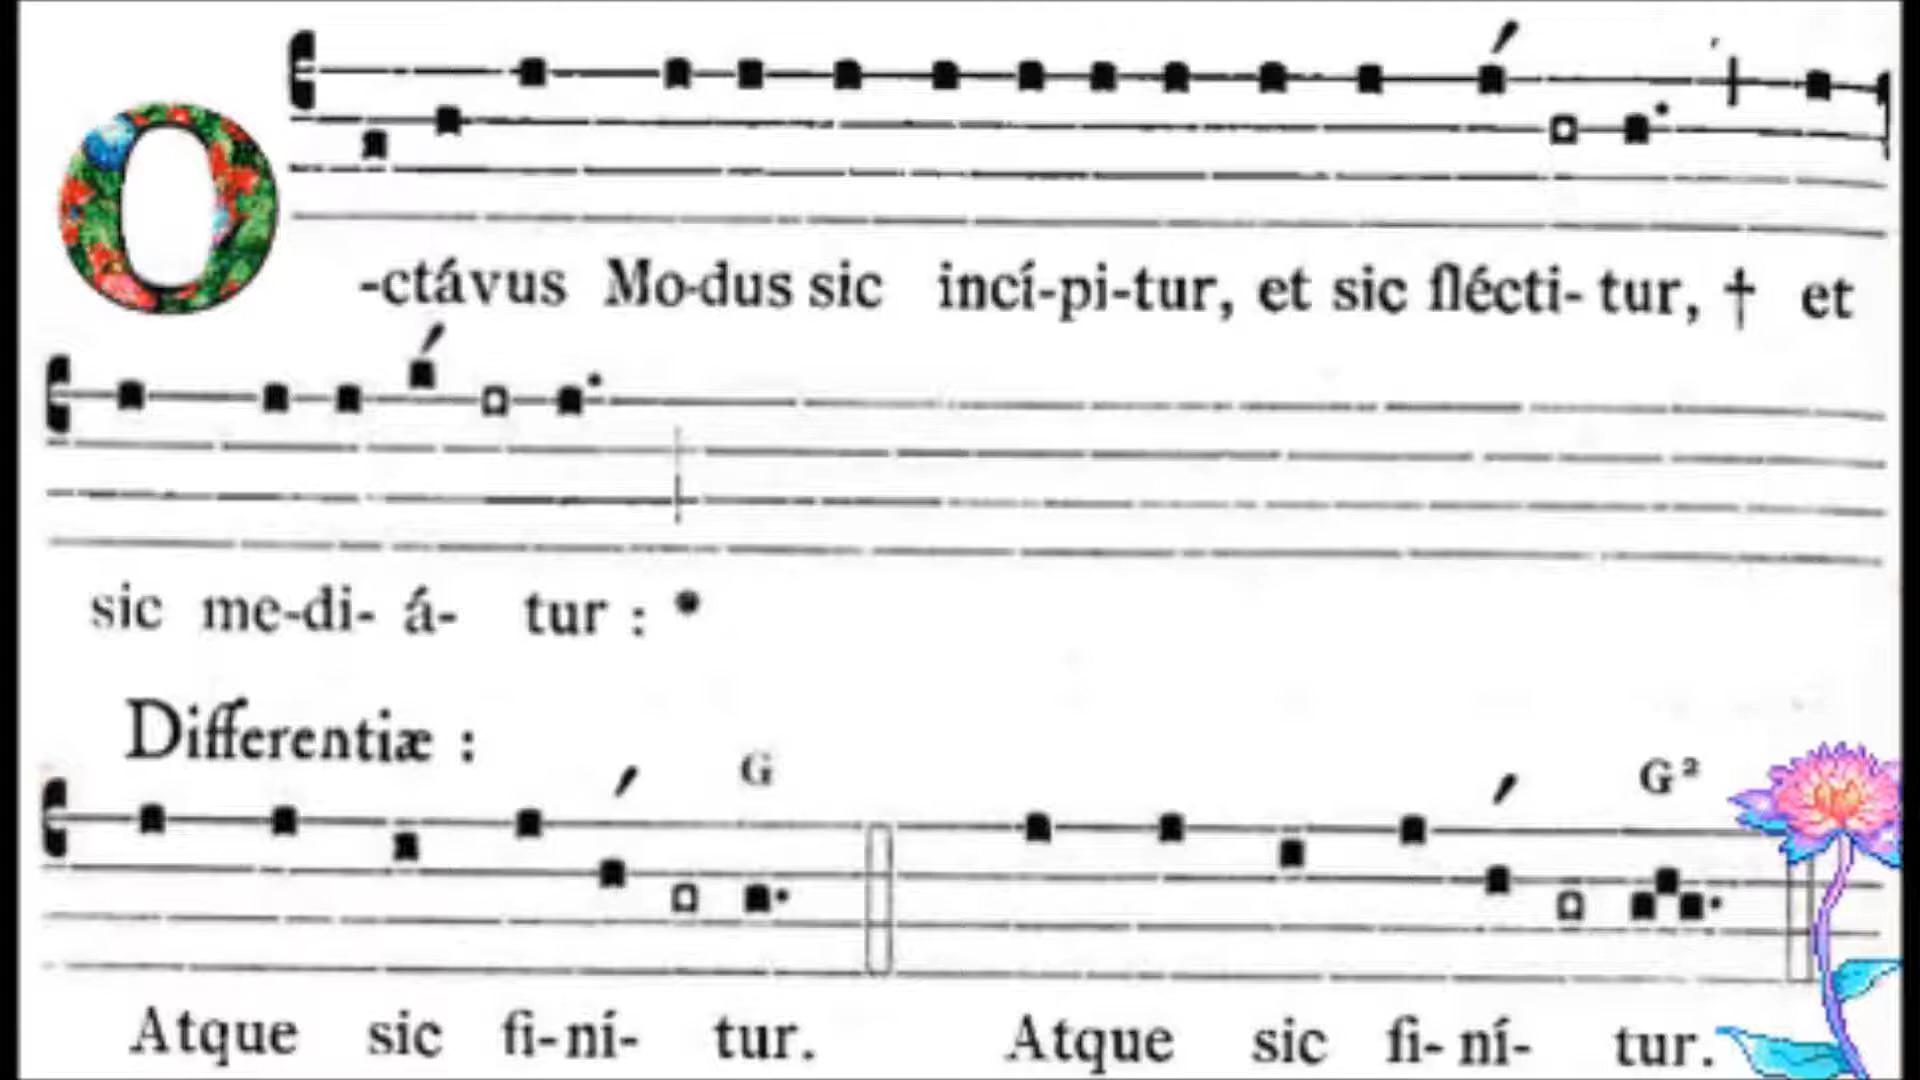 O-ctávus Mo-dus sic incí-pi-tur, et sic flécti-tur, † et
sic me-di-á-tur : *
Differentiæ :
G G²
Atque sic fi-ní-tur. Atque sic fi-ní-tur.